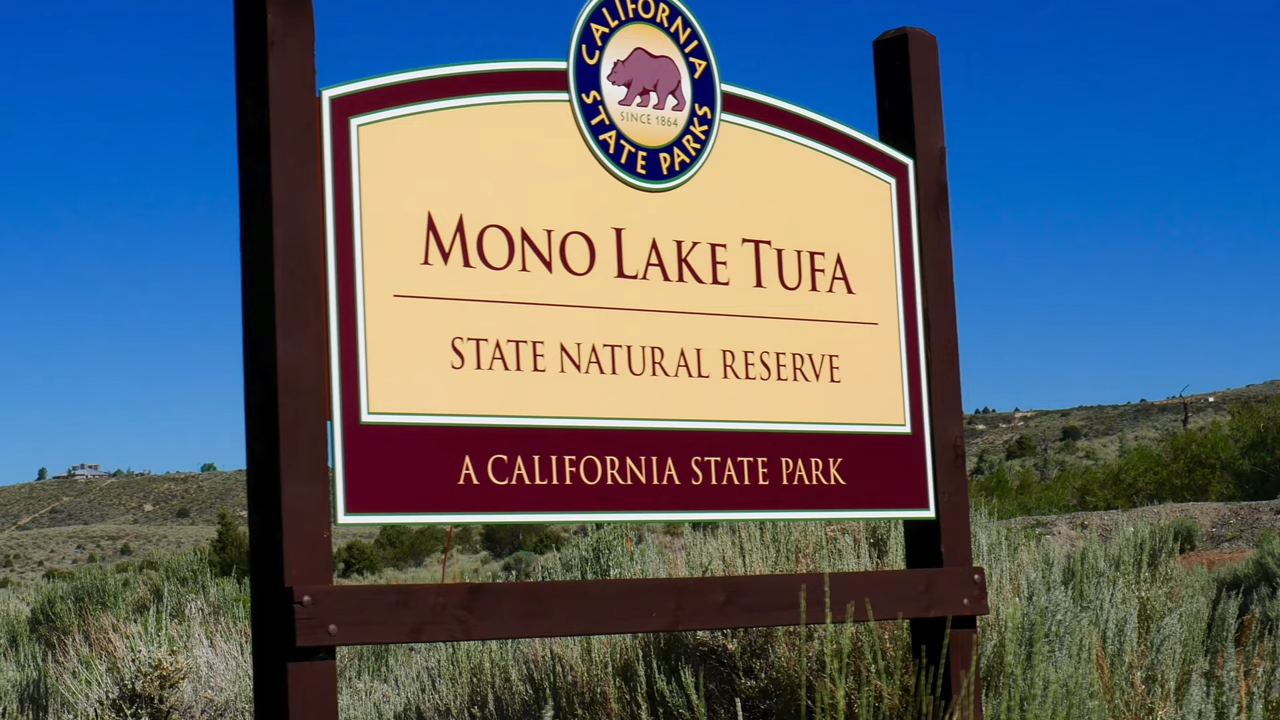 CALIFORNIA
SINCE 1864
STATE PARKS
MONO LAKE TUFA
STATE NATURAL RESERVE
A CALIFORNIA STATE PARK